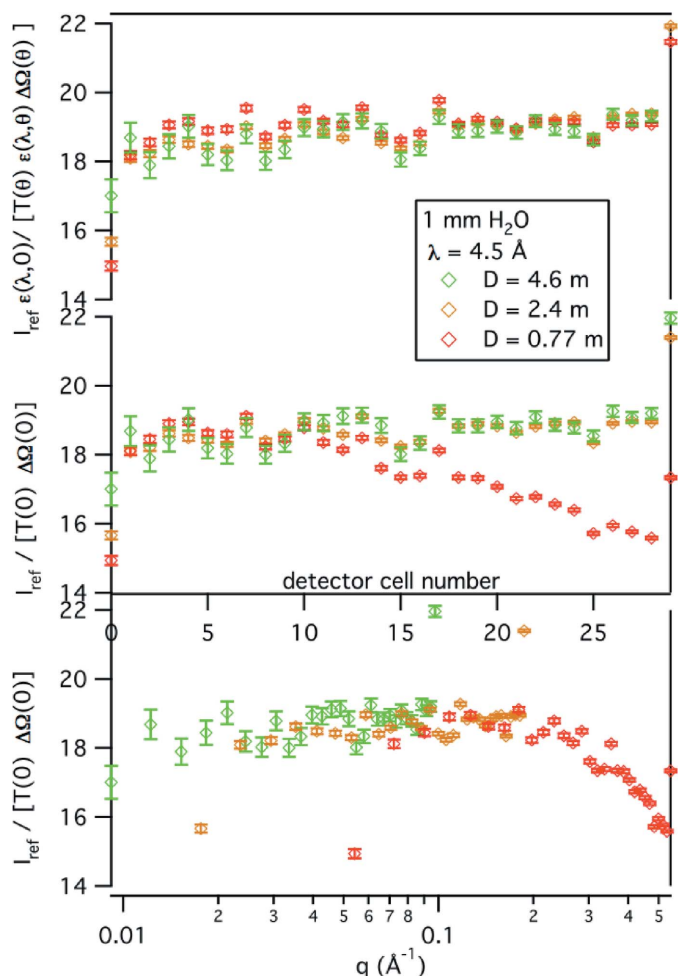 I_ref ε(λ,0)/ [T(θ) ε(λ,θ) ΔΩ(θ) ]
22
20
18
16
14
1 mm H₂O
λ = 4.5 Å
D = 4.6 m
D = 2.4 m
D = 0.77 m
I_ref / [T(0) ΔΩ(0)]
22
20
18
16
14
detector cell number
0 5 10 15 20 25
I_ref / [T(0) ΔΩ(0)]
22
20
18
16
14
2 3 4 5 6 7 8 2 3 4 5
0.01 0.1
q (Å⁻¹)